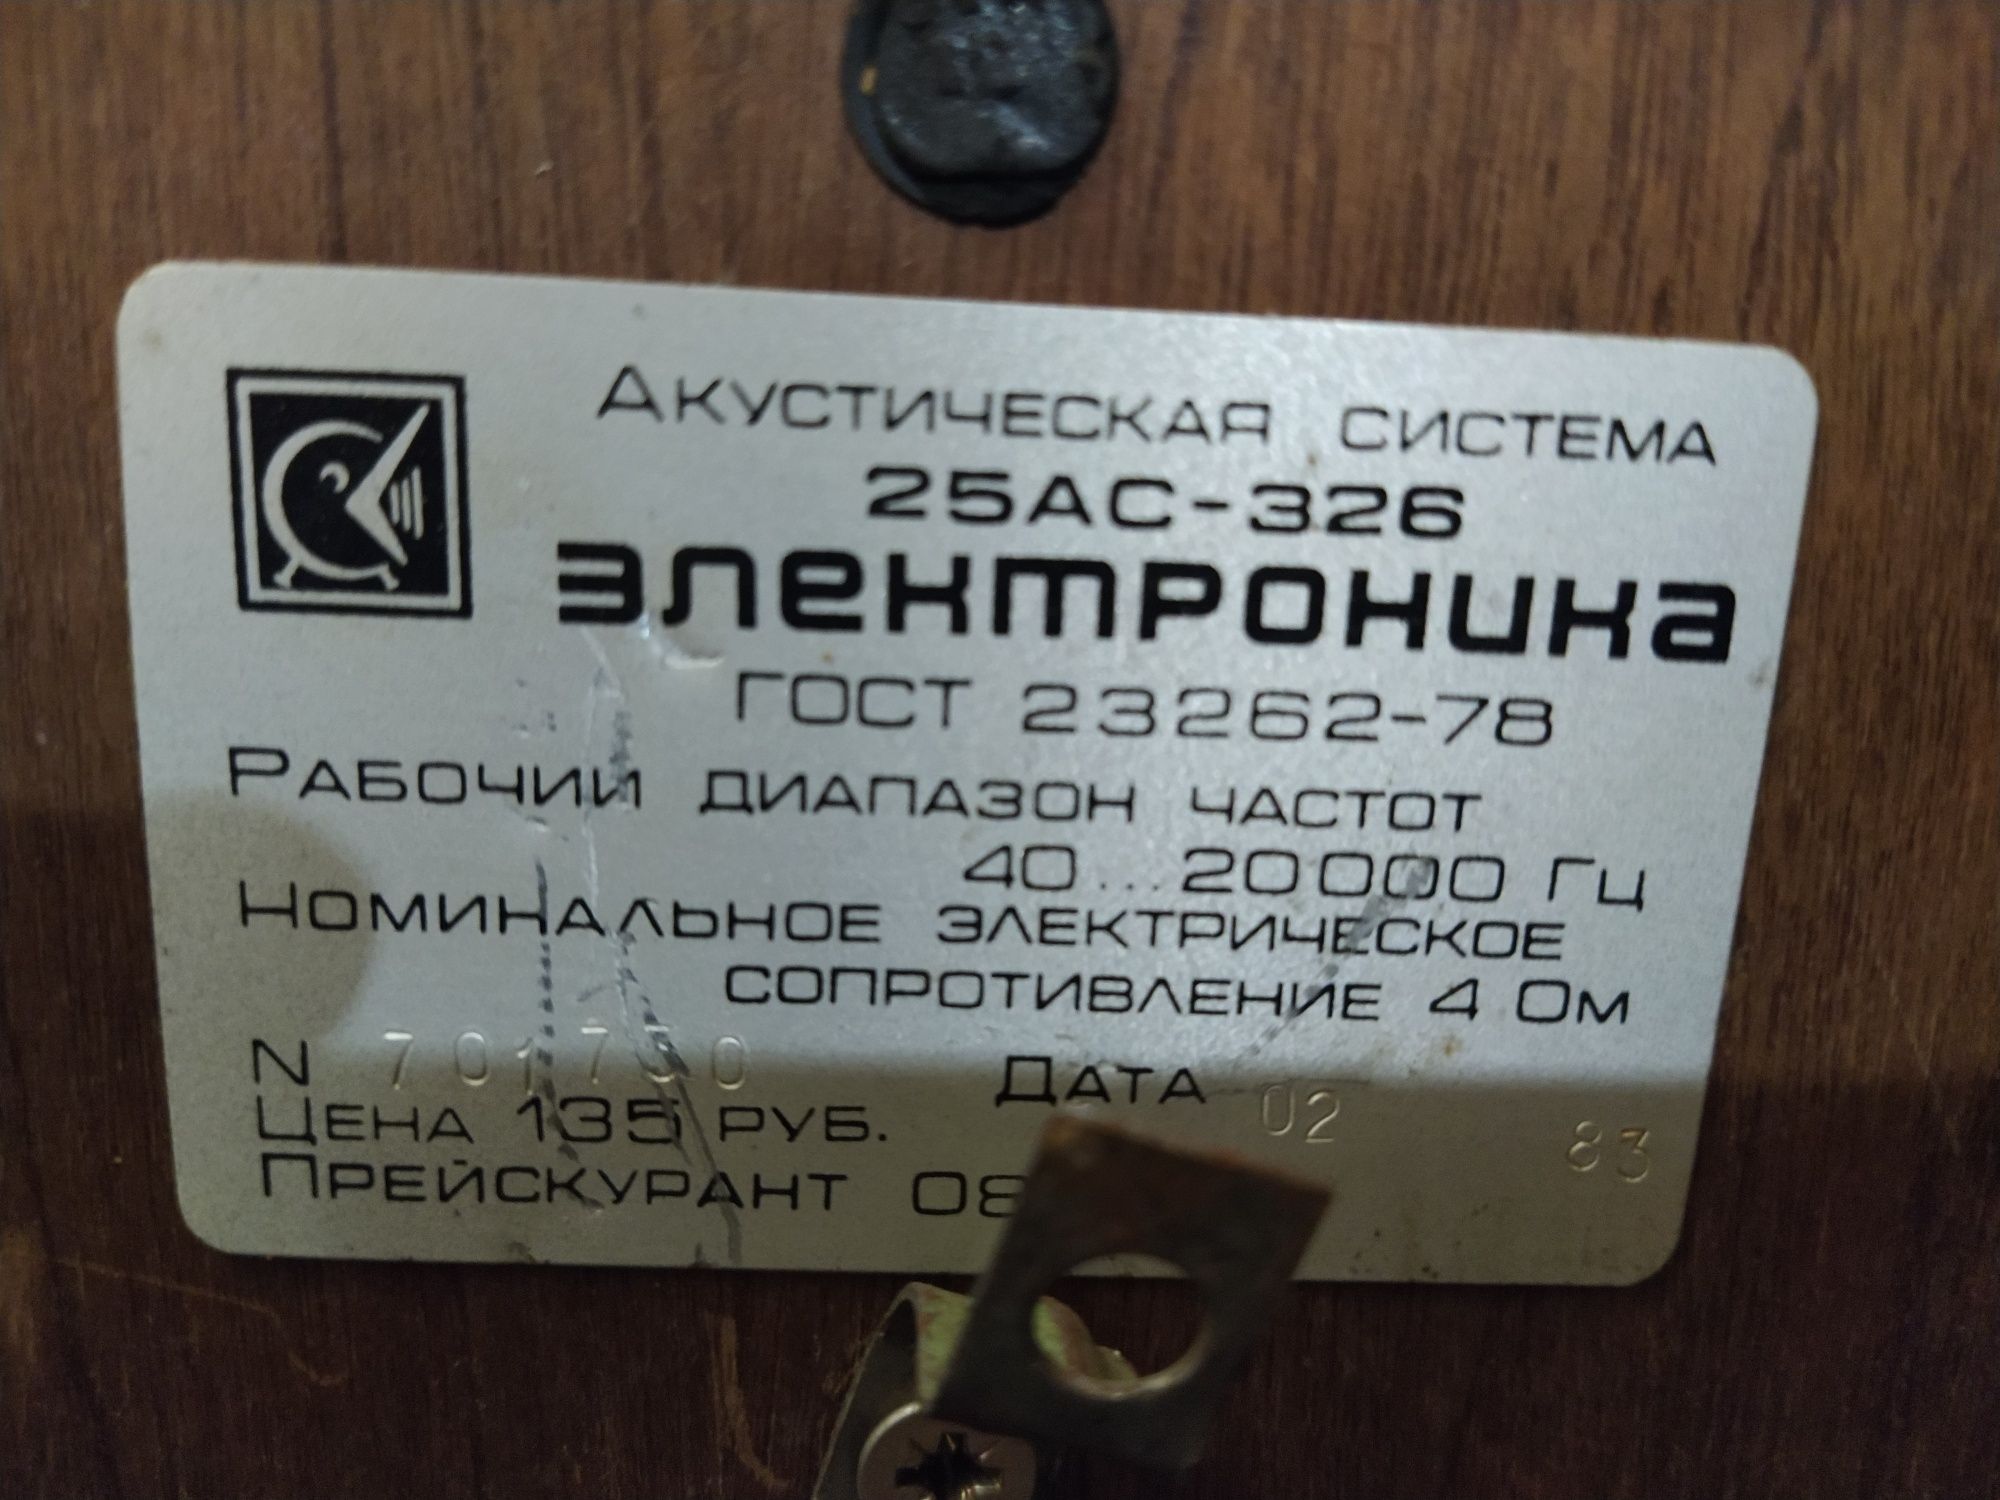 Акустическая система
25АС-326
электроника
ГОСТ 23262-78
Рабочий диапазон частот
40...20000 Гц
Номинальное электрическое
сопротивление 4 Ом
N Дата 02 83
Цена 135 руб.
Прейскурант 08